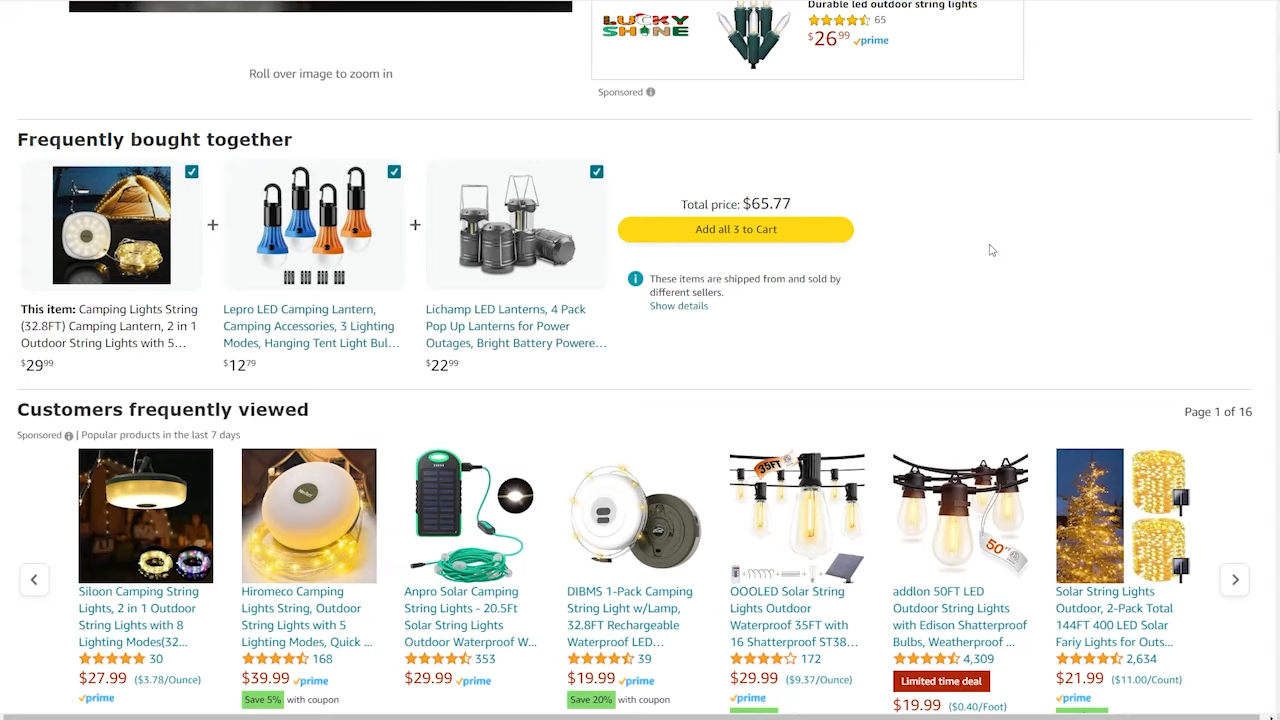 Durable led outdoor string lights
LUCKY
SHINE
65
$26 99 prime
Roll over image to zoom in
Sponsored
Frequently bought together
+
+
Total price: $65.77
Add all 3 to Cart
These items are shipped from and sold by
different sellers.
Show details
This item: Camping Lights String
(32.8FT) Camping Lantern, 2 in 1
Outdoor String Lights with 5...
$29 99
Lepro LED Camping Lantern,
Camping Accessories, 3 Lighting
Modes, Hanging Tent Light Bul...
$12 79
Lichamp LED Lanterns, 4 Pack
Pop Up Lanterns for Power
Outages, Bright Battery Powere...
$22 99
Customers frequently viewed
Page 1 of 16
Sponsored | Popular products in the last 7 days
Siloon Camping String
Lights, 2 in 1 Outdoor
String Lights with 8
Lighting Modes(32...
30
$27.99 ($3.78/Ounce)
prime
Hiromeco Camping
Lights String, Outdoor
String Lights with 5
Lighting Modes, Quick ...
168
$39.99 prime
Save 5% with coupon
Anpro Solar Camping
String Lights - 20.5Ft
Solar String Lights
Outdoor Waterproof W...
353
$29.99 prime
DIBMS 1-Pack Camping
String Light w/Lamp,
32.8FT Rechargeable
Waterproof LED...
39
$19.99 prime
Save 20% with coupon
35FT
OOOLED Solar String
Lights Outdoor
Waterproof 35FT with
16 Shatterproof ST38...
172
$29.99 ($9.37/Ounce)
prime
50FT
addlon 50FT LED
Outdoor String Lights
with Edison Shatterproof
Bulbs, Weatherproof ...
4,309
Limited time deal
$19.99 ($0.40/Foot)
Solar String Lights
Outdoor, 2-Pack Total
144FT 400 LED Solar
Fariy Lights for Outs...
2,634
$21.99 ($11.00/Count)
prime